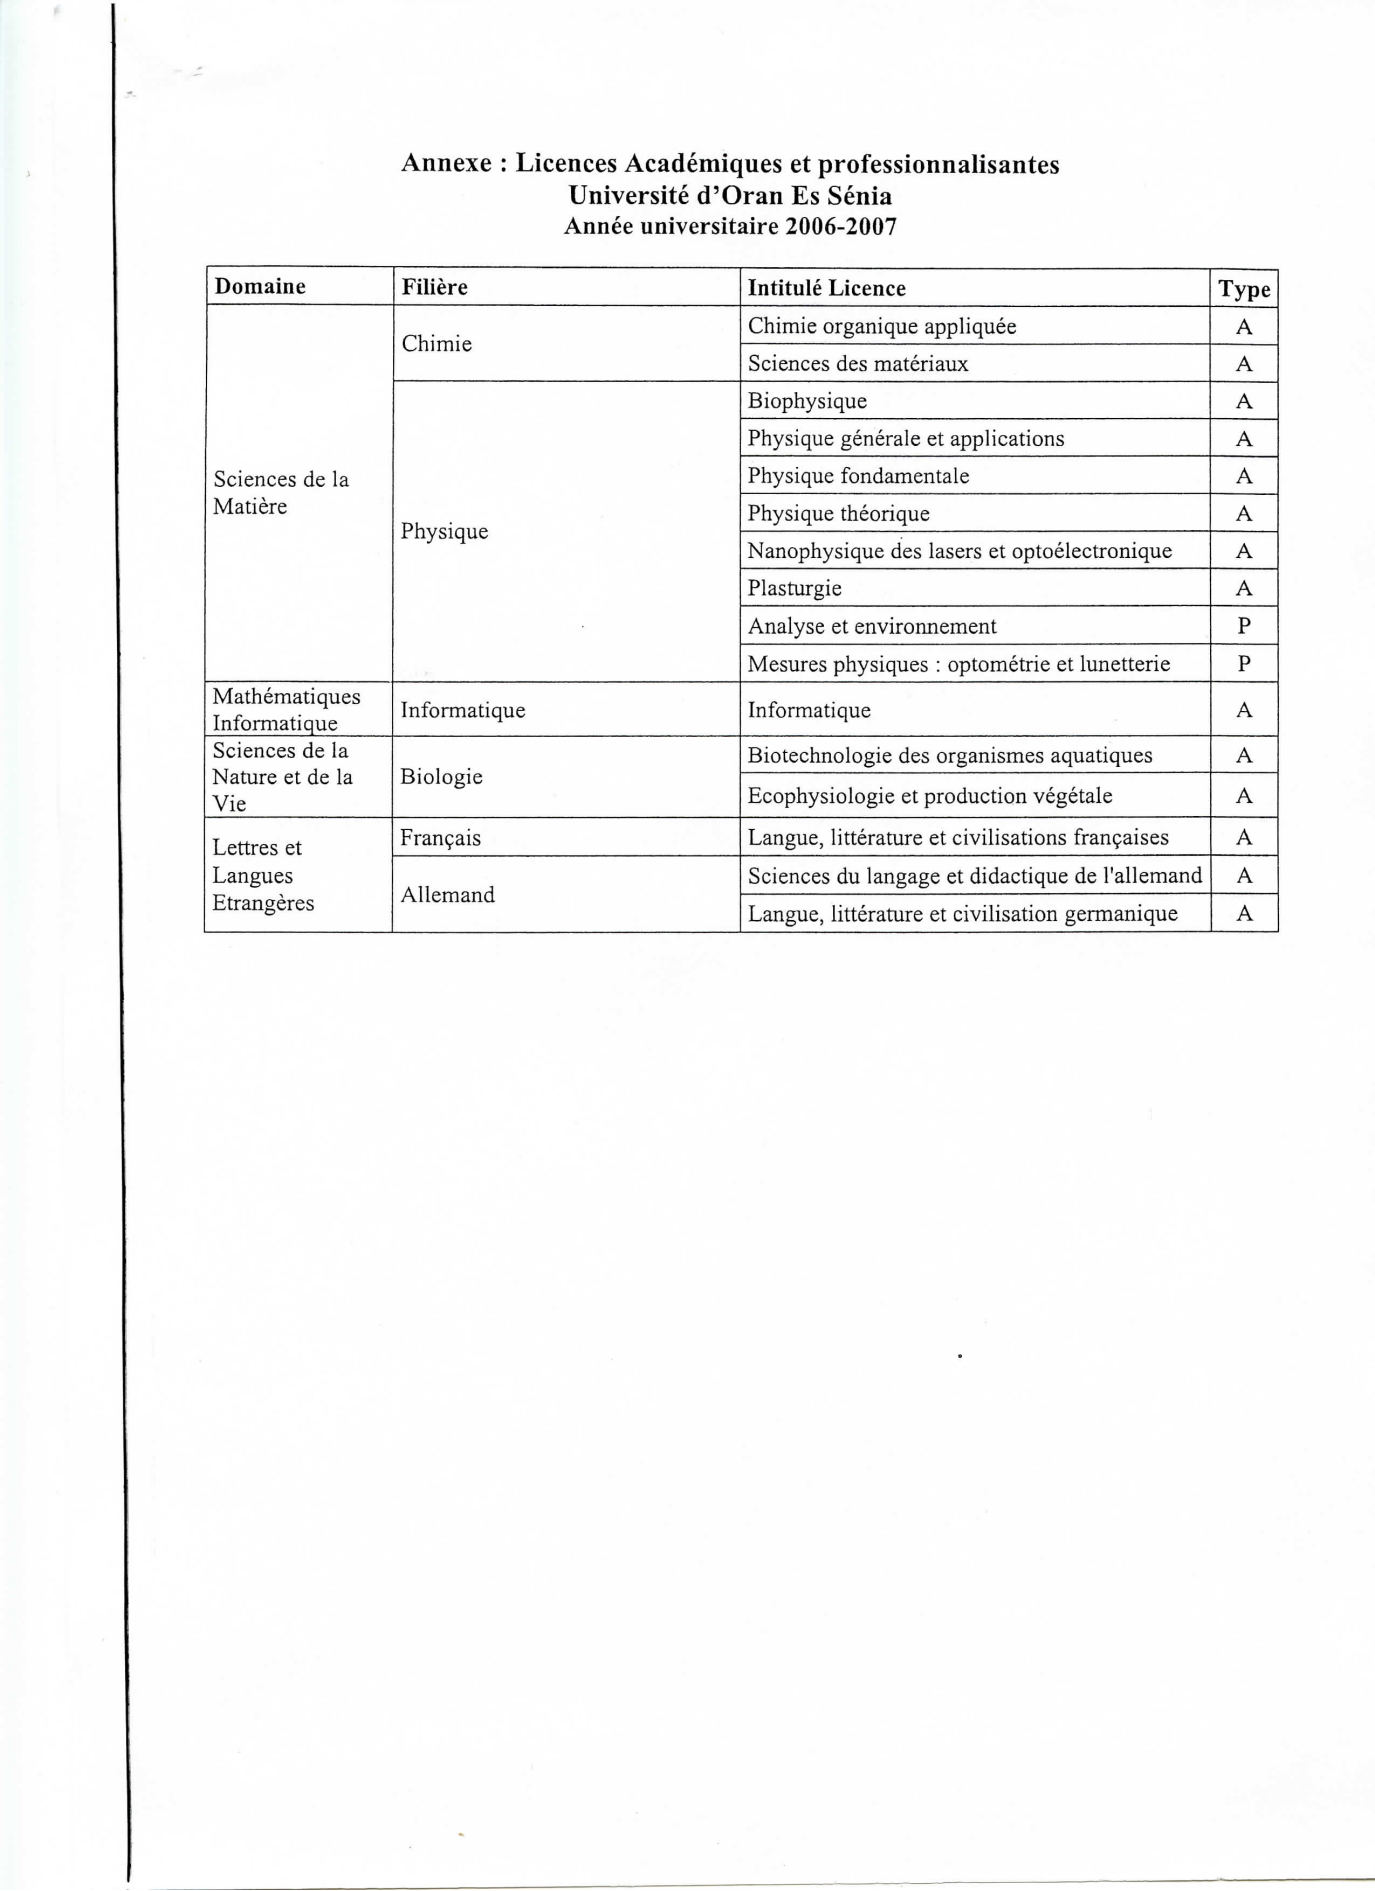 Annexe : Licences Académiques et professionnalisantes
Université d'Oran Es Sénia
Année universitaire 2006-2007
Domaine Filière Intitulé Licence Type
Sciences de la
Matière
Chimie
Chimie organique appliquée A
Sciences des matériaux A
Physique
Biophysique A
Physique générale et applications A
Physique fondamentale A
Physique théorique A
Nanophysique des lasers et optoélectronique A
Plasturgie A
Analyse et environnement P
Mesures physiques : optométrie et lunetterie P
Mathématiques
Informatique
Informatique Informatique A
Sciences de la
Nature et de la
Vie
Biologie
Biotechnologie des organismes aquatiques A
Ecophysiologie et production végétale A
Lettres et
Langues
Etrangères
Français Langue, littérature et civilisations françaises A
Allemand
Sciences du langage et didactique de l'allemand A
Langue, littérature et civilisation germanique A